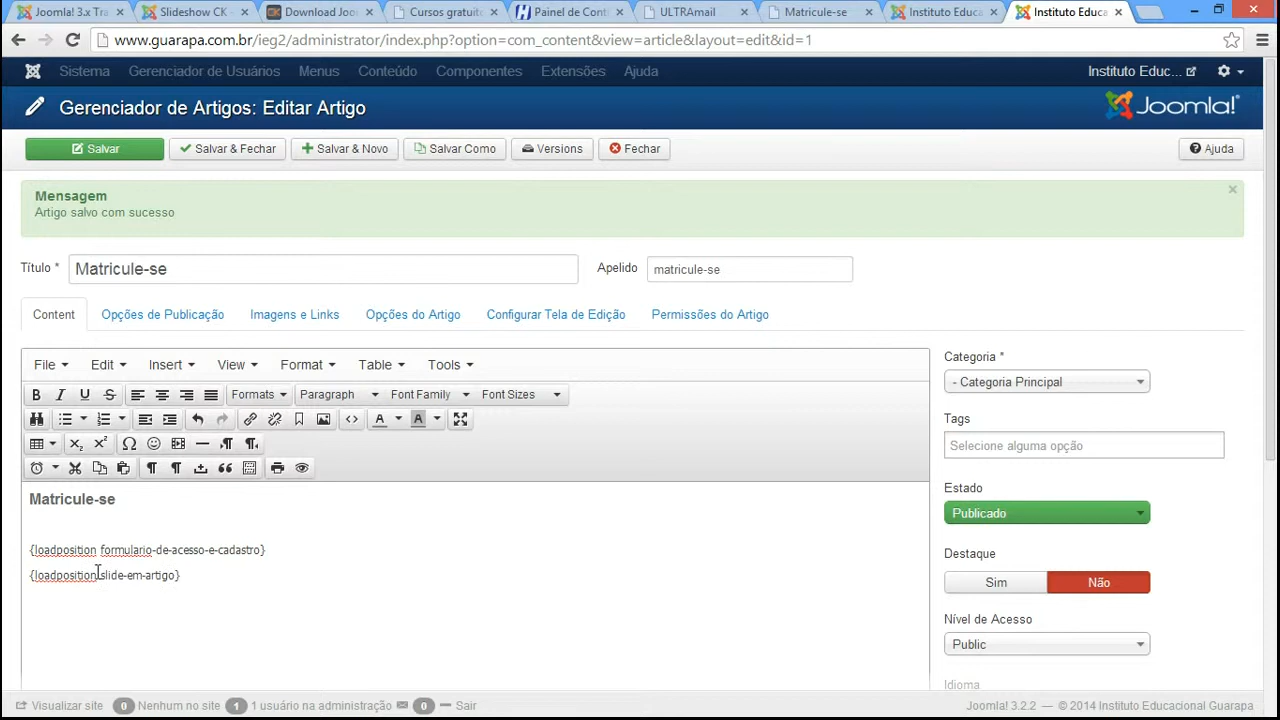 Joomla! 3.x Tra
Slideshow CK -
Download Joo
Cursos gratuito
Painel de Conti
ULTRAmax
Matricule-se
Instituto Educa
Instituto Educa
www.guarapa.com.br/ieg2/administrator/index.php?option=com_content&view=article&layout=edit&id=1
Sistema Gerenciador de Usuários Menus Conteúdo Componentes Extensões Ajuda Instituto Educ...
Gerenciador de Artigos: Editar Artigo Joomla!
Salvar Salvar & Fechar Salvar & Novo Salvar Como Versions Fechar Ajuda
Mensagem
Artigo salvo com sucesso
Título * Matricule-se Apelido matricule-se
Content Opções de Publicação Imagens e Links Opções do Artigo Configurar Tela de Edição Permissões do Artigo
File Edit Insert View Format Table Tools
Formats Paragraph Font Family Font Sizes
Matricule-se
{loadposition formulario-de-acesso-e-cadastro}
{loadposition slide-em-artigo}
Categoria *
- Categoria Principal
Tags
Selecione alguma opção
Estado
Publicado
Destaque
Sim Não
Nível de Acesso
Public
Idioma
Visualizar site 0 Nenhum no site 1 1 usuário na administração 0 Sair Joomla! 3.2.2 — © 2014 Instituto Educacional Guarapa